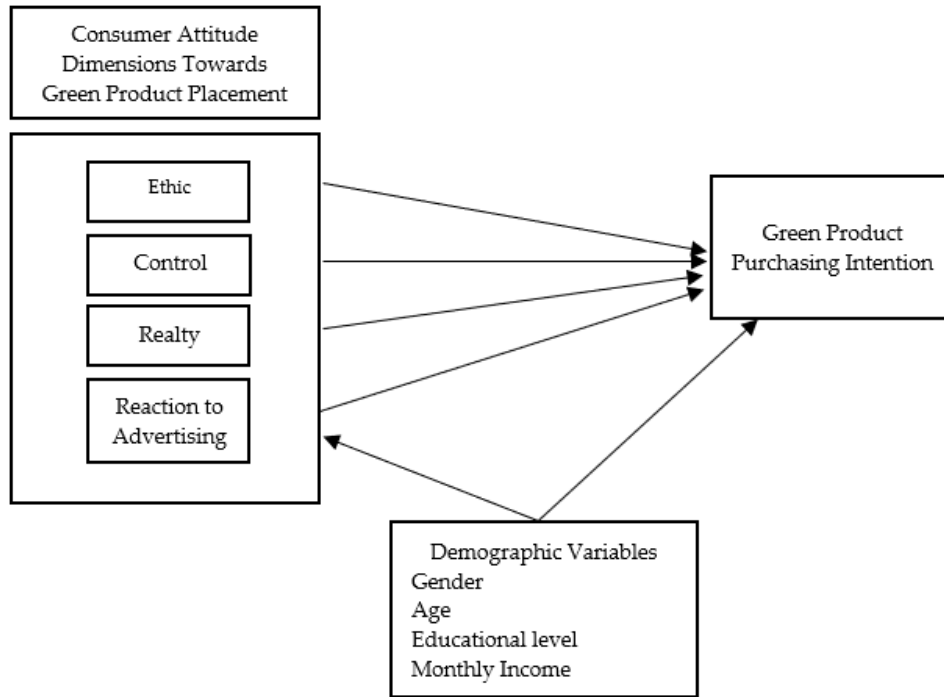 Consumer Attitude
Dimensions Towards
Green Product Placement
Ethic
Control
Realty
Reaction to
Advertising
Green Product
Purchasing Intention
Demographic Variables
Gender
Age
Educational level
Monthly Income